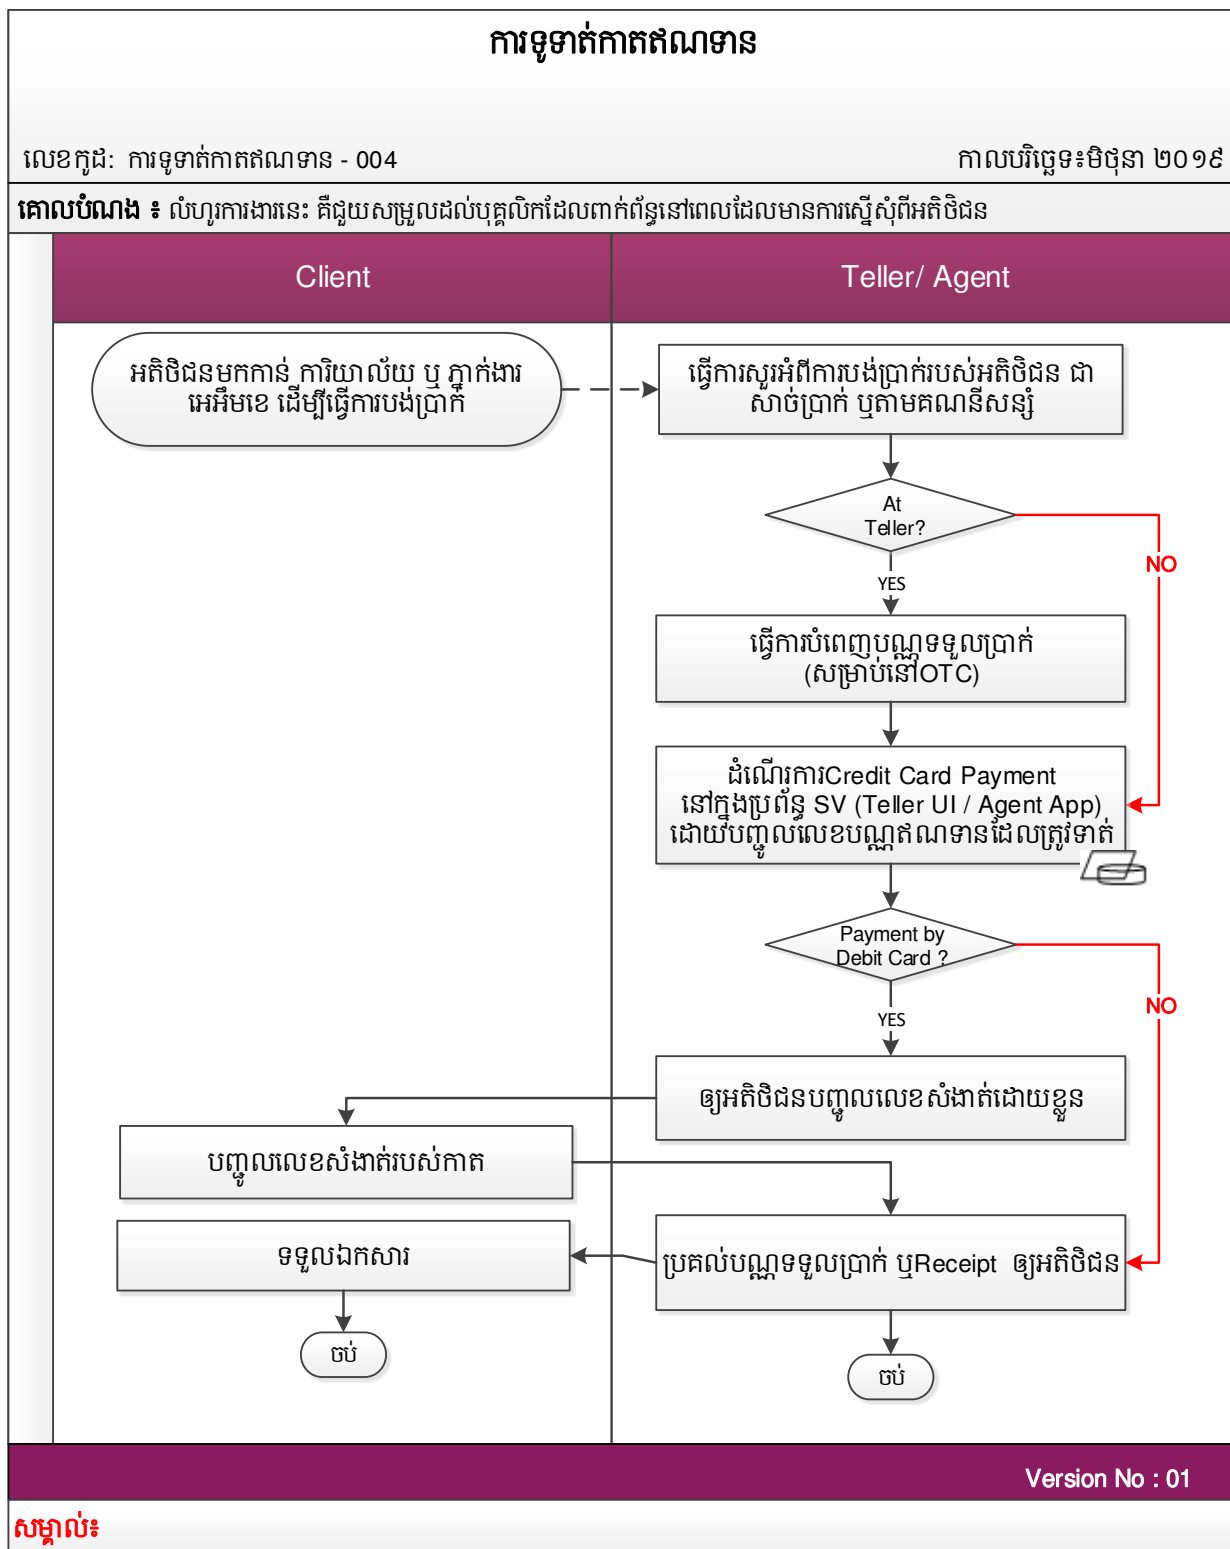 ការទូទាត់កាតឥណទាន
លេខកូដ: ការទូទាត់កាតឥណទាន - 004
កាលបរិច្ឆេទ៖មិថុនា ២០១៩
គោលបំណង ៖ លំហូរការងារនេះ គឺជួយសម្រួលដល់បុគ្គលិកដែលពាក់ព័ន្ធនៅពេលដែលមានការស្នើសុំពីអតិថិជន
Client
Teller/ Agent
អតិថិជនមកកាន់ ការិយាល័យ ឬ ភ្នាក់ងារ
អេអឹមខេ ដើម្បីធ្វើការបង់ប្រាក់
ធ្វើការសួរអំពីការបង់ប្រាក់របស់អតិថិជន ជា
សាច់ប្រាក់ ឬតាមគណនីសន្សំ
At
Teller?
NO
YES
ធ្វើការបំពេញបណ្ណទទួលប្រាក់
(សម្រាប់នៅOTC)
ដំណើរការCredit Card Payment
នៅក្នុងប្រព័ន្ធ SV (Teller UI / Agent App)
ដោយបញ្ជូលលេខបណ្ណឥណទានដែលត្រូវទាត់
Payment by
Debit Card ?
NO
YES
ឲ្យអតិថិជនបញ្ជូលលេខសំងាត់ដោយខ្លួន
បញ្ជូលលេខសំងាត់របស់កាត
ទទួលឯកសារ
ប្រគល់បណ្ណទទួលប្រាក់ ឬReceipt ឲ្យអតិថិជន
ចប់
ចប់
Version No : 01
សម្គាល់៖